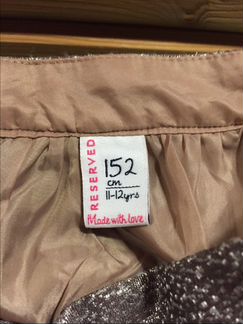 RESERVED
152
cm
11-12yrs
Made with love